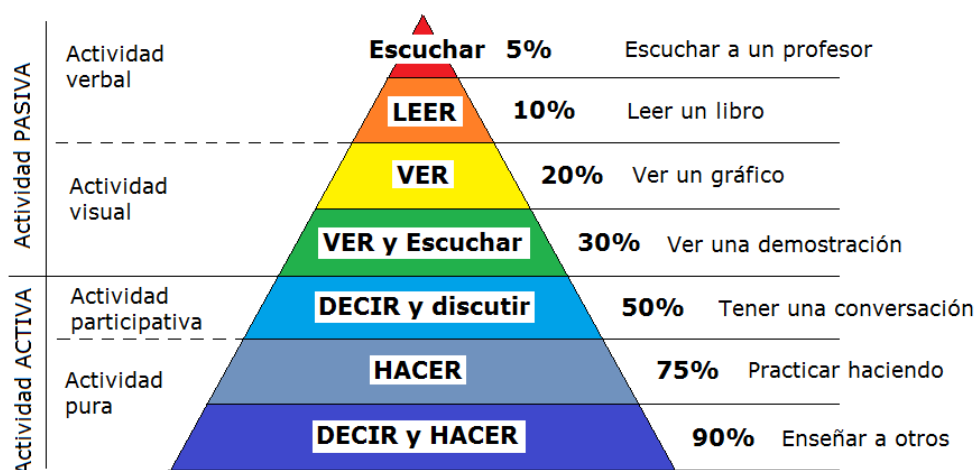 Actividad PASIVA
Actividad
verbal
Escuchar 5% Escuchar a un profesor
LEER 10% Leer un libro
Actividad
visual
VER 20% Ver un gráfico
VER y Escuchar 30% Ver una demostración
Actividad ACTIVA
Actividad
participativa
DECIR y discutir 50% Tener una conversación
Actividad
pura
HACER 75% Practicar haciendo
DECIR y HACER 90% Enseñar a otros